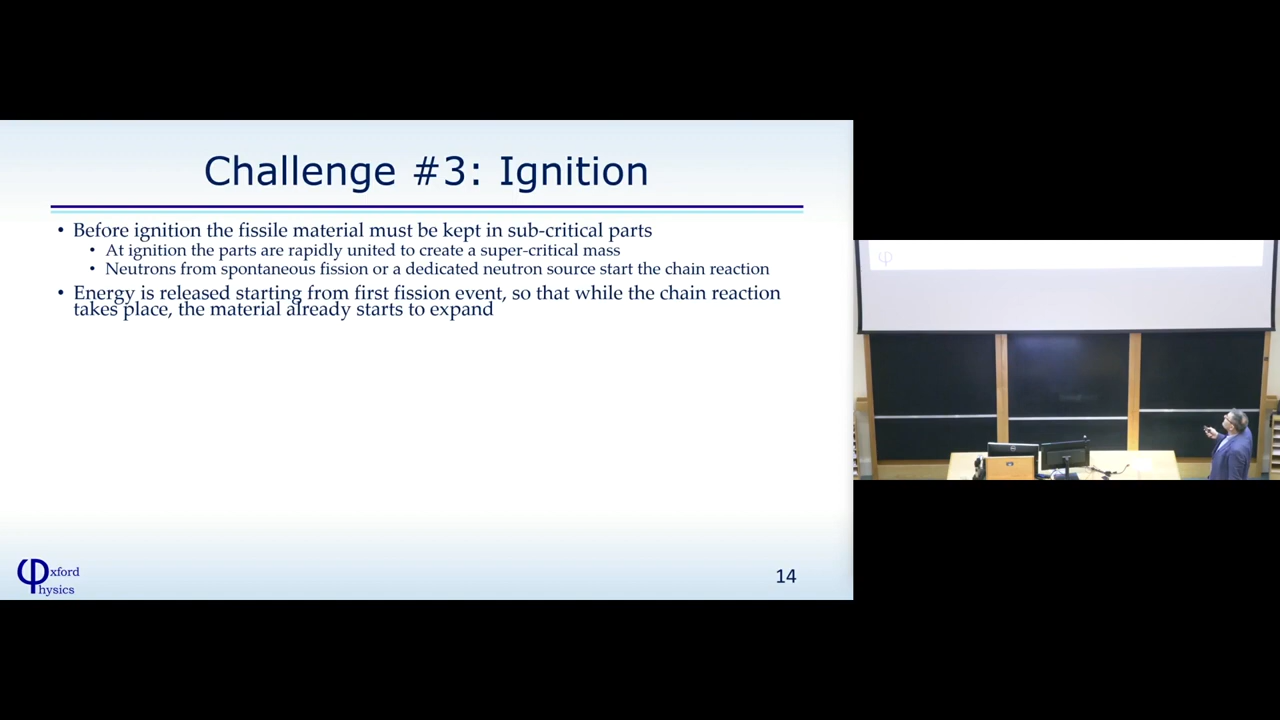 Challenge #3: Ignition
• Before ignition the fissile material must be kept in sub-critical parts
• At ignition the parts are rapidly united to create a super-critical mass
• Neutrons from spontaneous fission or a dedicated neutron source start the chain reaction
• Energy is released starting from first fission event, so that while the chain reaction
takes place, the material already starts to expand
φxford
hysics
14